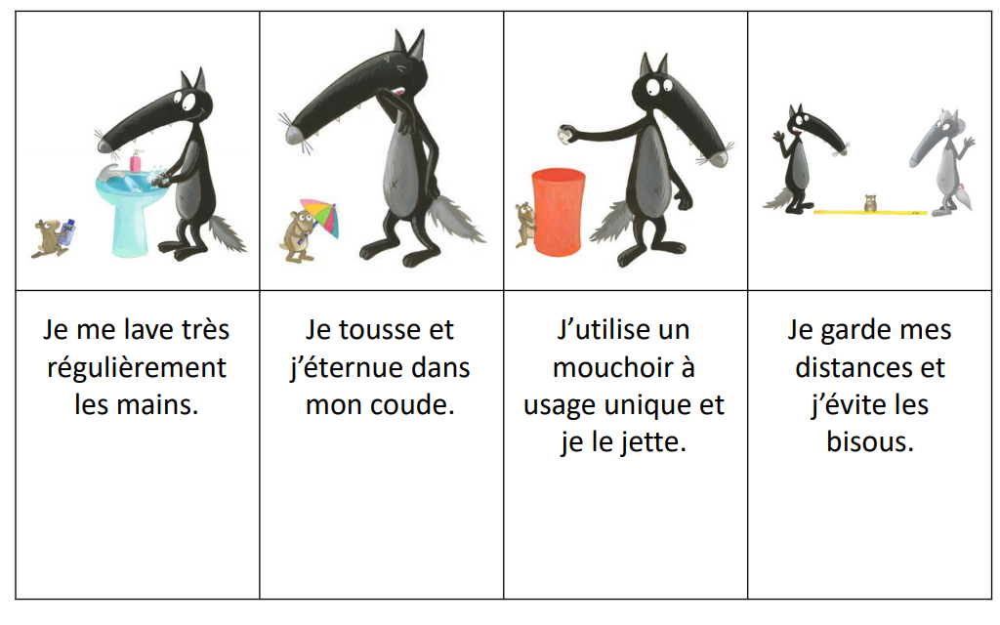 Je me lave très
régulièrement
les mains.
Je tousse et
j’éternue dans
mon coude.
J’utilise un
mouchoir à
usage unique et
je le jette.
Je garde mes
distances et
j’évite les
bisous.